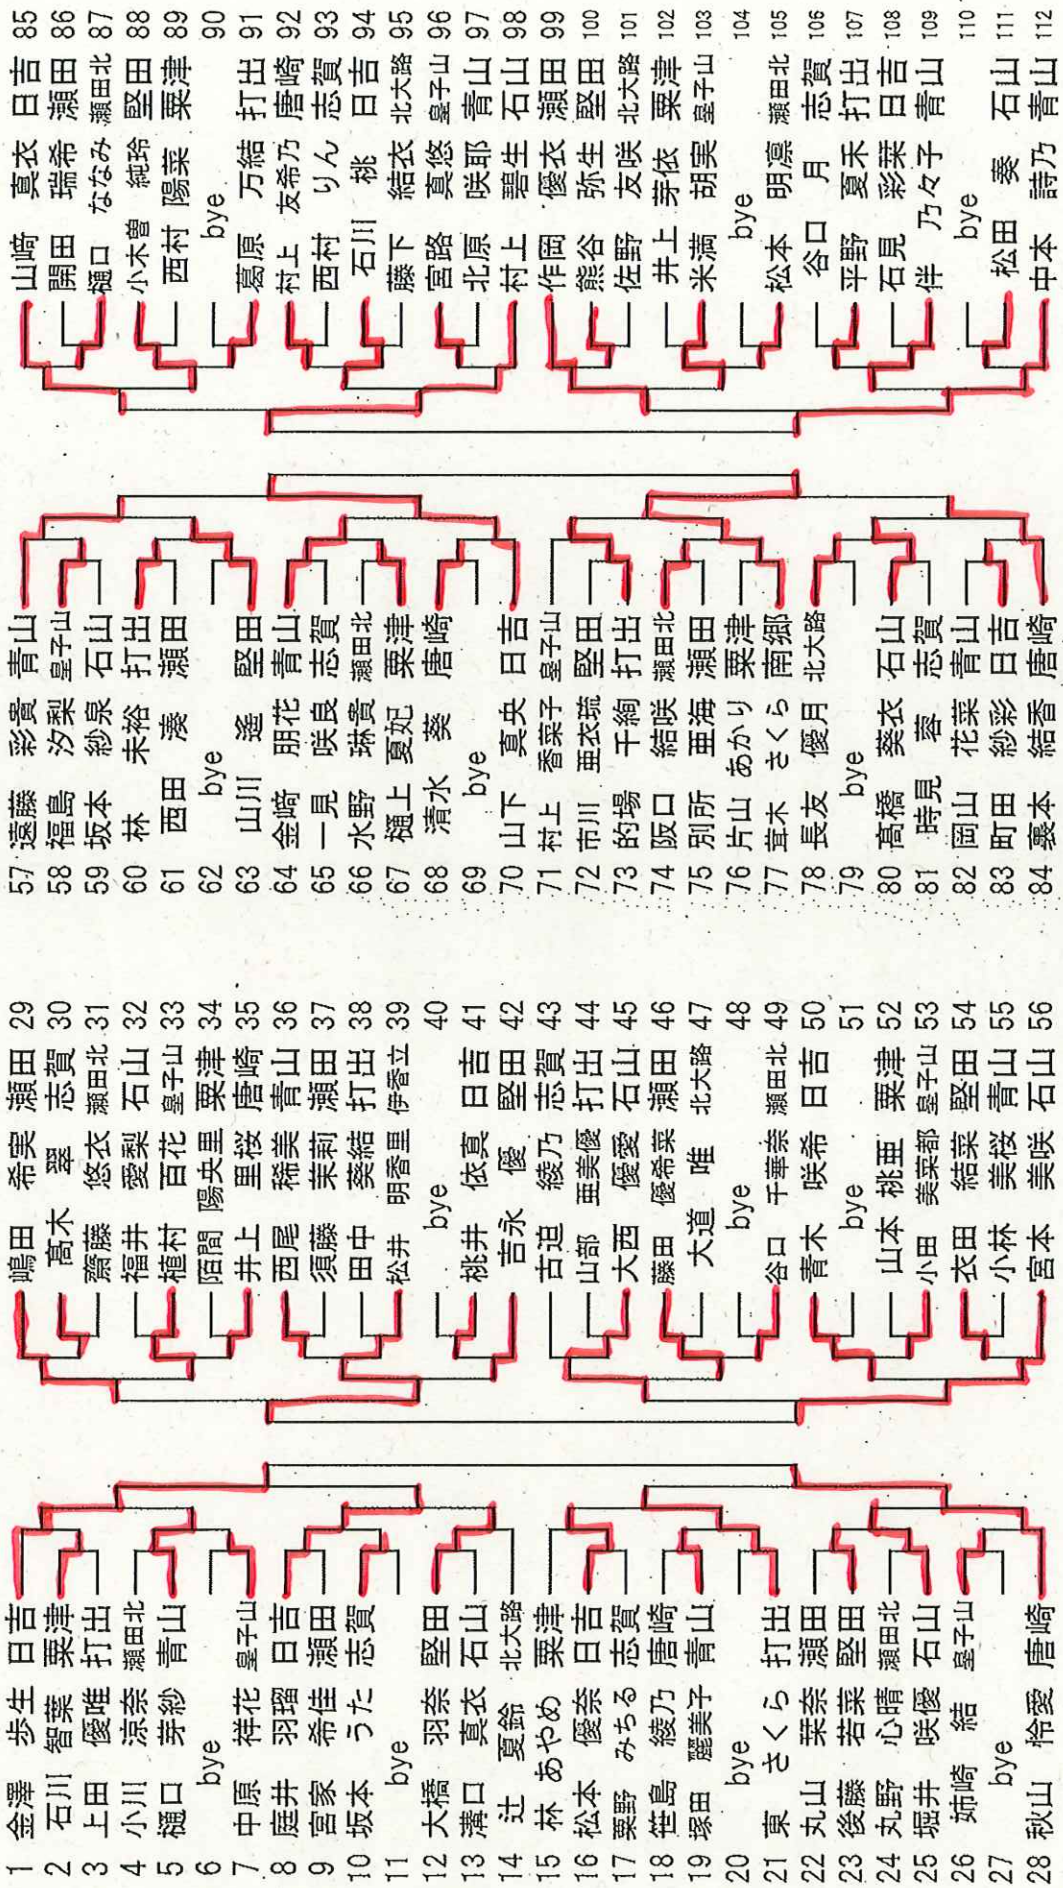 1 金澤 歩生 日吉
2 石川 智葉 粟津
3 上田 優唯 打出
4 小川 涼奈 瀬田北
5 樋口 芽紗 青山
6 bye
7 中原 祥花 皇子山
8 庭井 羽瑠 日吉
9 宮家 希佳 瀬田
10 坂本 うた 志賀
11 bye
12 大橋 羽奈 堅田
13 溝口 真衣 石山
14 辻 夏鈴 北大路
15 林 あやめ 粟津
16 松本 優奈 日吉
17 粟野 みちる 志賀
18 笹島 綾乃 唐崎
19 塚田 麗美子 青山
20 bye
21 東 さくら 打出
22 丸山 栞奈 瀬田
23 後藤 若菜 堅田
24 丸野 心晴 瀬田北
25 堀井 咲優 石山
26 姉崎 結 皇子山
27 bye
28 秋山 怜愛 唐崎
嶋田 希実 瀬田 29
髙木 翠 志賀 30
齋藤 悠衣 瀬田北 31
福井 愛梨 石山 32
植村 百花 皇子山 33
陌間 陽央里 粟津 34
井上 里桜 唐崎 35
西尾 稀美 青山 36
須藤 茉莉 瀬田 37
田中 葵結 打出 38
松井 明香里 伊香立 39
bye 40
桃井 依真 日吉 41
吉永 優 堅田 42
古迫 綾乃 志賀 43
山部 亜美優 打出 44
大西 優愛 石山 45
藤田 優希菜 瀬田 46
大道 唯 北大路 47
bye 48
谷口 千華奈 瀬田北 49
青木 咲希 日吉 50
bye 51
山本 桃亜 粟津 52
小田 美菜都 皇子山 53
衣田 結菜 堅田 54
小林 美桜 青山 55
宮本 美咲 石山 56
57 遠藤 彩貴 青山
58 福島 汐梨 皇子山
59 坂本 紗泉 石山
60 林 未裕 打出
61 西田 湊 瀬田
62 bye
63 山川 遙 堅田
64 金﨑 朋花 青山
65 一見 咲良 志賀
66 水野 琳貴 瀬田北
67 樋上 夏妃 粟津
68 清水 葵 唐崎
69 bye
70 山下 真央 日吉
71 村上 香菜子 皇子山
72 市川 亜衣琉 堅田
73 的場 千絢 打出
74 阪口 結咲 瀬田北
75 別所 亜海 瀬田
76 片山 あかり 粟津
77 茸木 さくら 南郷
78 長友 優月 北大路
79 bye
80 髙橋 葵衣 石山
81 時見 蓉 志賀
82 岡山 花菜 青山
83 町田 紗彩 日吉
84 裏本 結香 唐崎
山﨑 真衣 日吉 85
開田 瑞希 瀬田 86
樋口 ななみ 瀬田北 87
小木曽 純玲 堅田 88
西村 陽菜 粟津 89
bye 90
葛原 万結 打出 91
村上 友希乃 唐崎 92
西村 りん 志賀 93
石川 桃 日吉 94
藤下 結衣 北大路 95
宮路 真悠 皇子山 96
北原 咲耶 青山 97
村上 碧生 石山 98
作岡 優衣 瀬田 99
熊谷 弥生 堅田 100
佐野 友咲 北大路 101
井上 芽依 粟津 102
米満 胡実 皇子山 103
bye 104
松本 明凛 瀬田北 105
谷口 月 志賀 106
平野 夏禾 打出 107
石見 彩栞 日吉 108
伴 乃々子 青山 109
bye 110
松田 奏 石山 111
中本 詩乃 青山 112